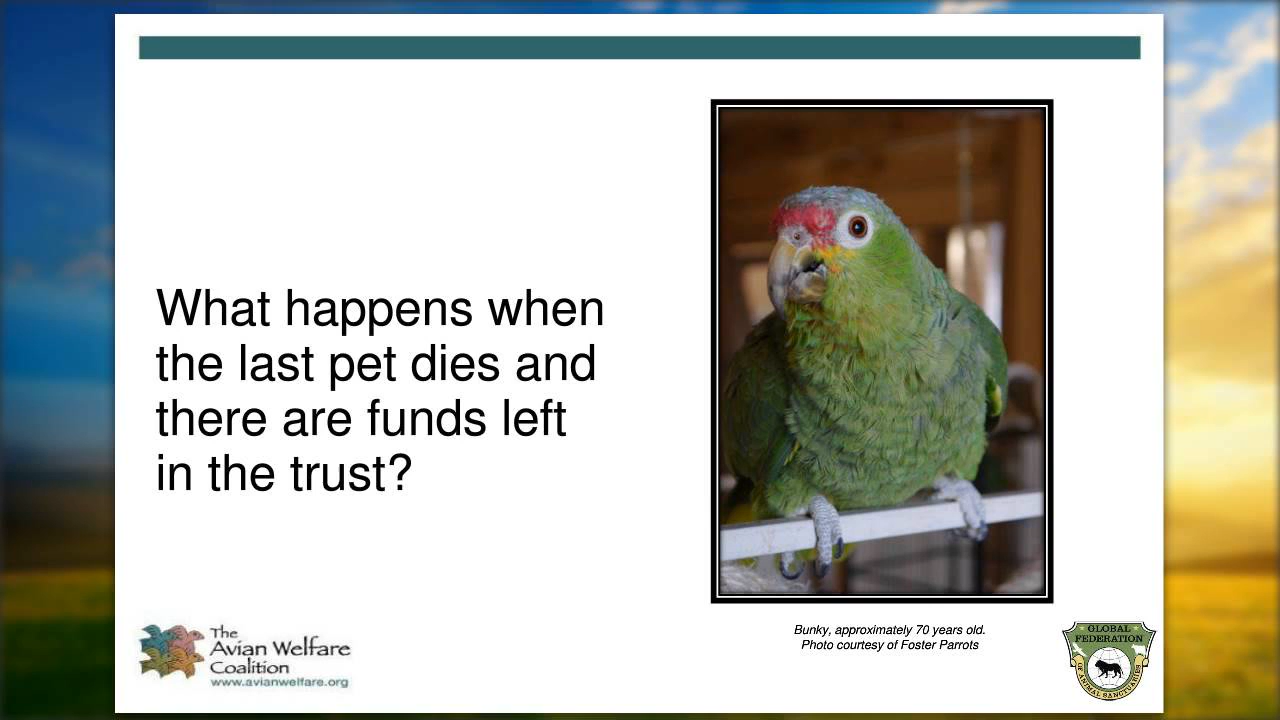 What happens when
the last pet dies and
there are funds left
in the trust?
Bunky, approximately 70 years old.
Photo courtesy of Foster Parrots
The
Avian Welfare
Coalition
www.avianwelfare.org
GLOBAL
FEDERATION
OF ANIMAL SANCTUARIES